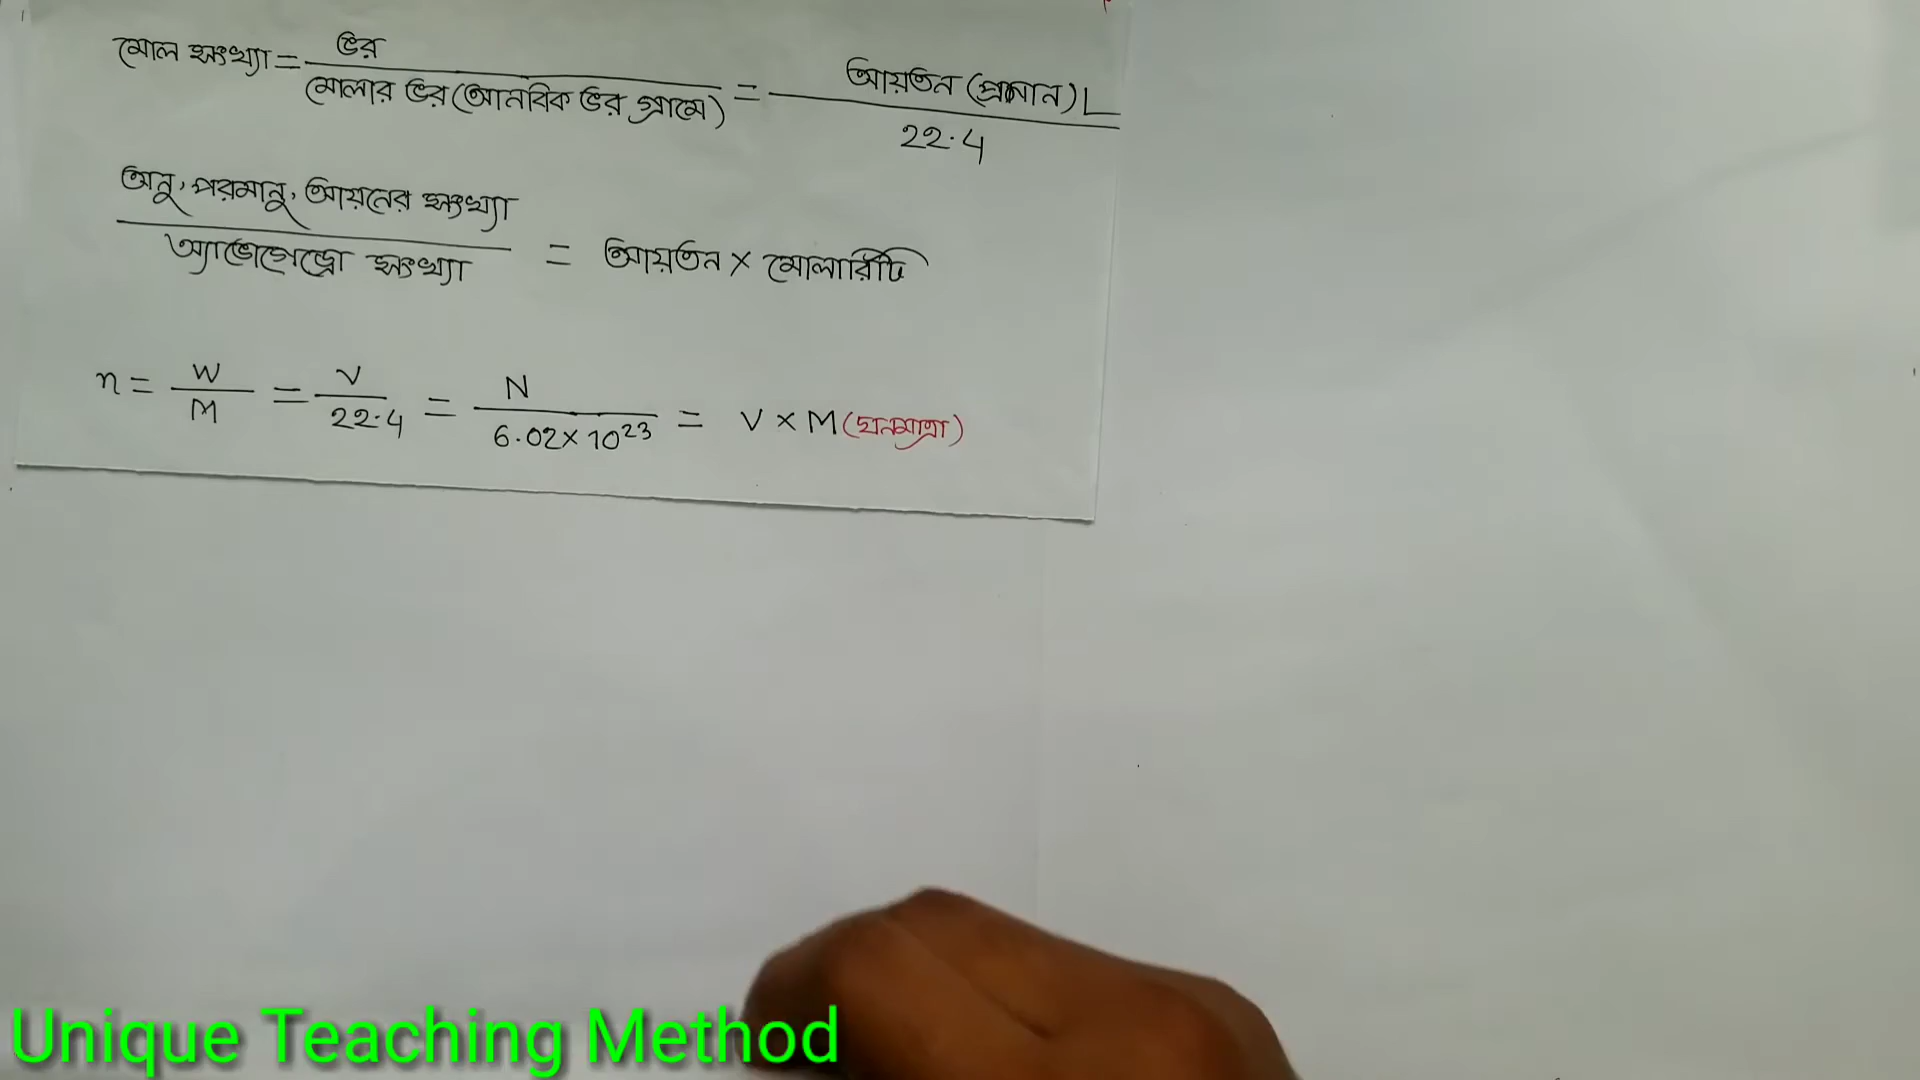 মোল সংখ্যা = ভর / মোলার ভর (আনবিক ভর গ্রামে) = আয়তন (প্রমান) L / 22.4
অনু, পরমানু, আয়নের সংখ্যা / অ্যাভোগেড্রো সংখ্যা = আয়তন × মোলারিটি
n = W / M = V / 22.4 = N / 6.02 × 10²³ = V × M (ঘনমাত্রা)
Unique Teaching Method